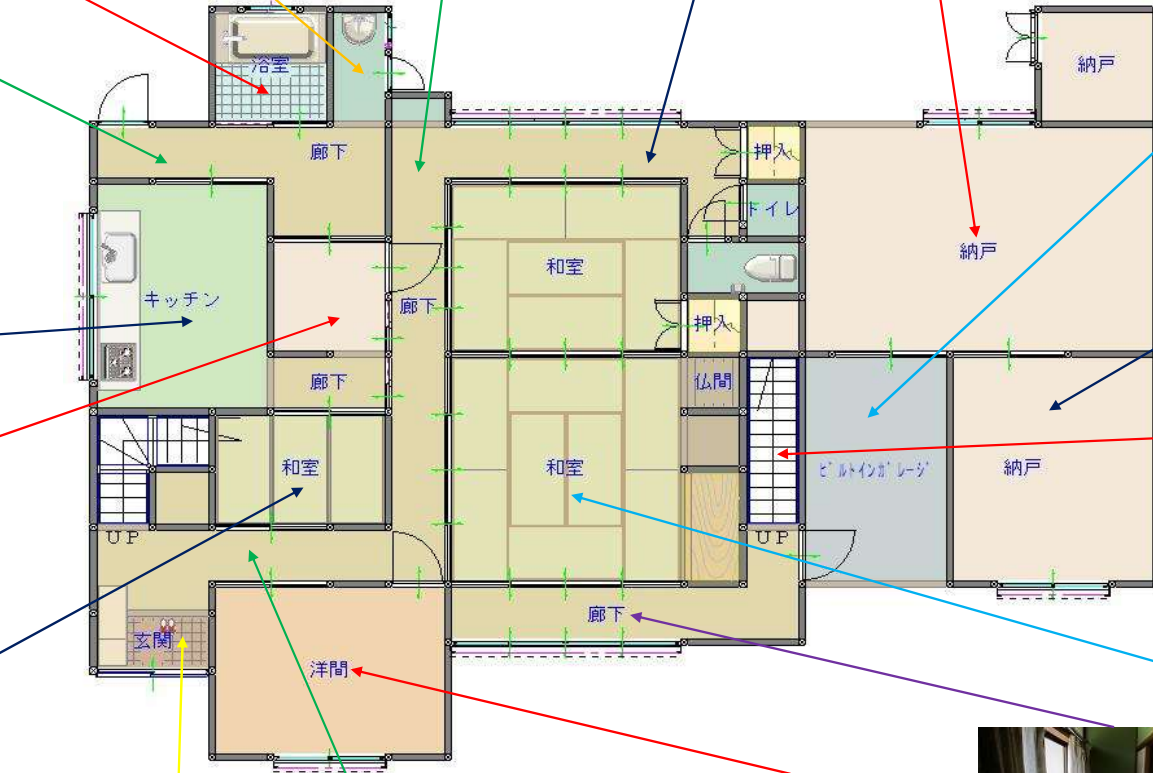 浴室
納戸
廊下
押入
トイレ
納戸
和室
キッチン
廊下
押入
廊下
仏間
和室
和室
ビルトインガレージ
納戸
UP
UP
廊下
玄関
洋間